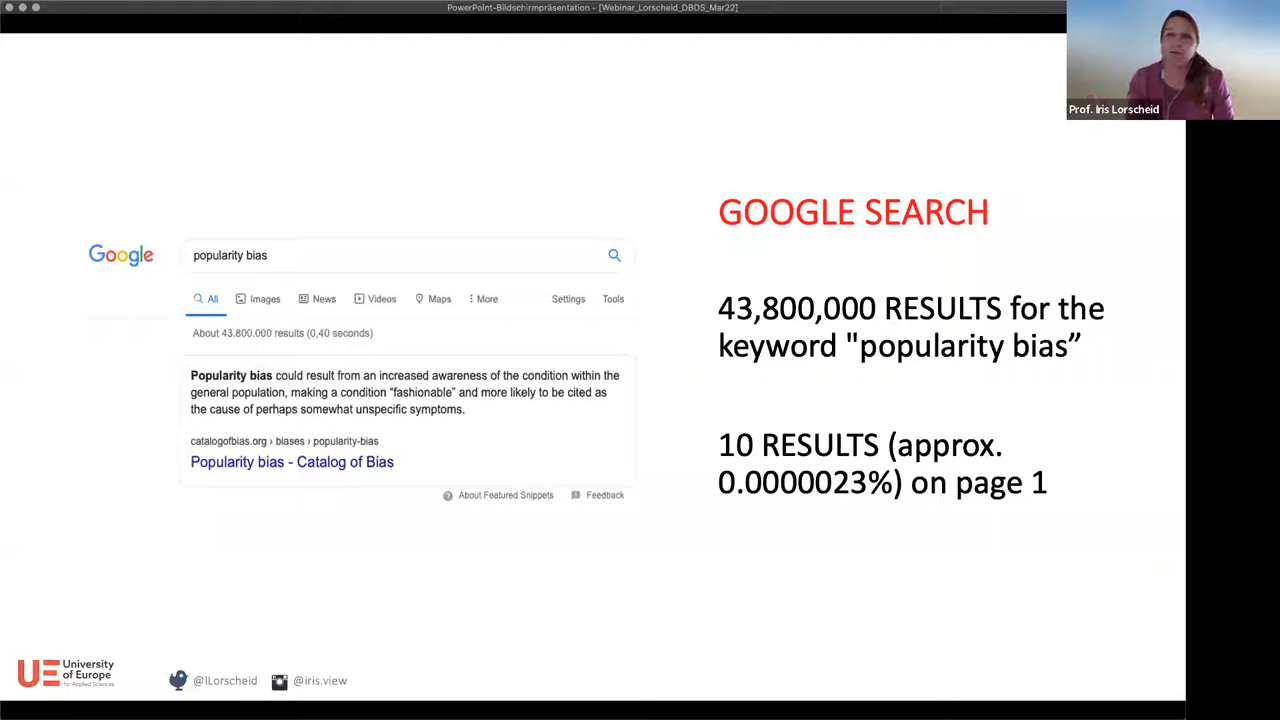 PowerPoint-Bildschirmpräsentation - [Webinar_Lorscheid_DBDS_Mar22]
Prof. Iris Lorscheid
GOOGLE SEARCH
Google
popularity bias
All Images News Videos Maps More Settings Tools
About 43.800.000 results (0,40 seconds)
Popularity bias could result from an increased awareness of the condition within the
general population, making a condition “fashionable” and more likely to be cited as
the cause of perhaps somewhat unspecific symptoms.
catalogofbias.org › biases › popularity-bias
Popularity bias - Catalog of Bias
About Featured Snippets Feedback
43,800,000 RESULTS for the
keyword "popularity bias”
10 RESULTS (approx.
0.0000023%) on page 1
UE University
of Europe
for Applied Sciences
@ILorscheid @iris.view